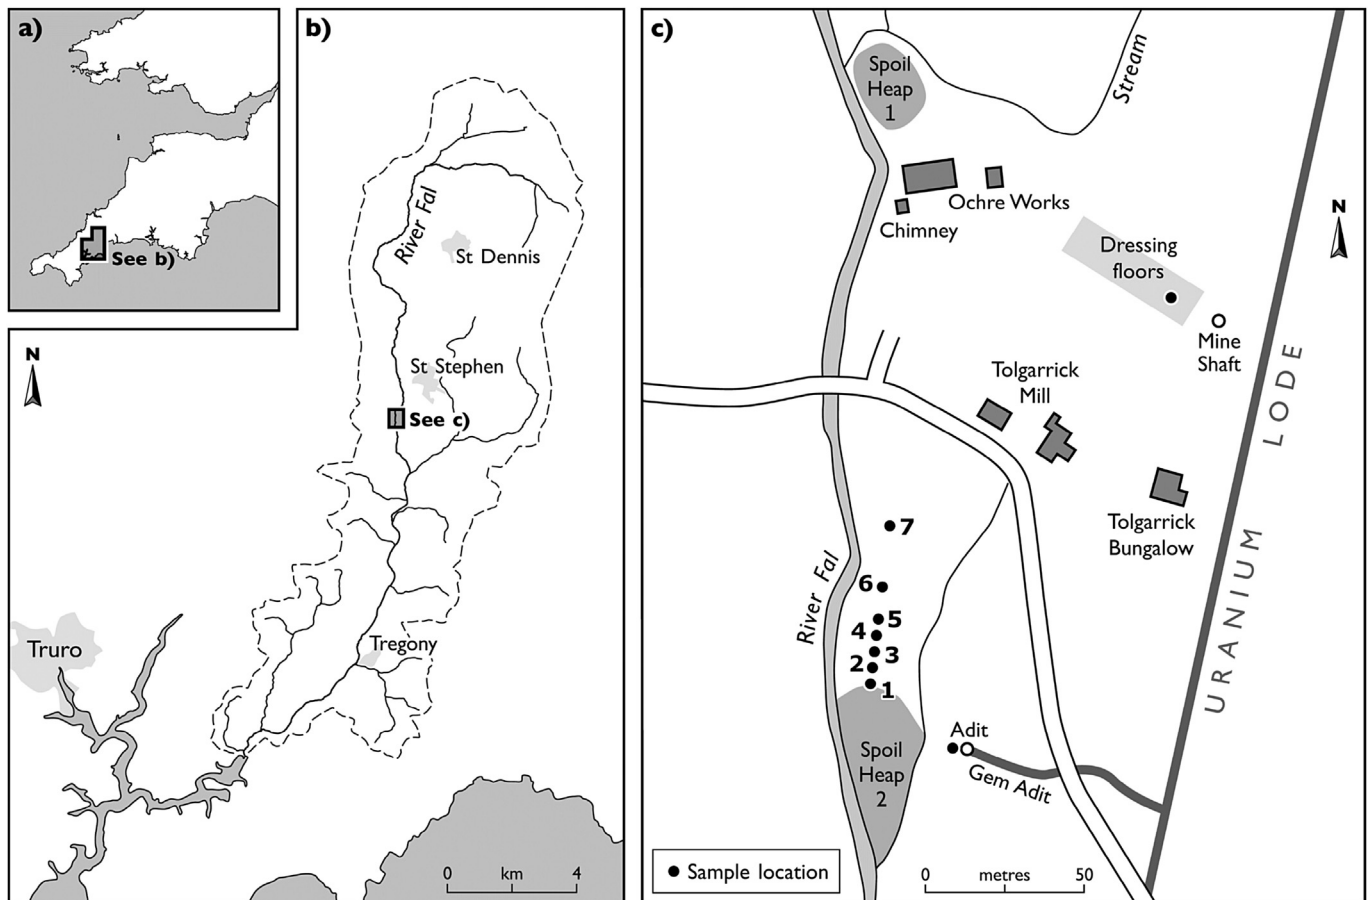 a)
See b)
b)
River Fal
St Dennis
St Stephen
See c)
N
Truro
Tregony
0 km 4
c)
Spoil
Heap
1
Stream
Ochre Works
Chimney
N
Dressing
floors
Mine
Shaft
Tolgarrick
Mill
Tolgarrick
Bungalow
URANIUM LODE
River Fal
7
6
5
4
3
2
1
Spoil
Heap
2
Adit
Gem Adit
Sample location
0 metres 50